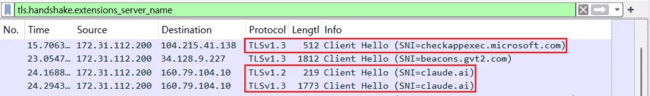 tls.handshake.extensions_server_name
No. Time Source Destination Protocol Lengtl Info
15.7063… 172.31.112.200 104.215.41.138 TLSv1.3 512 Client Hello (SNI=checkappexec.microsoft.com)
23.0547… 172.31.112.200 34.128.9.227 TLSv1.3 1812 Client Hello (SNI=beacons.gvt2.com)
24.1688… 172.31.112.200 160.79.104.10 TLSv1.2 219 Client Hello (SNI=claude.ai)
24.2943… 172.31.112.200 160.79.104.10 TLSv1.3 1773 Client Hello (SNI=claude.ai)